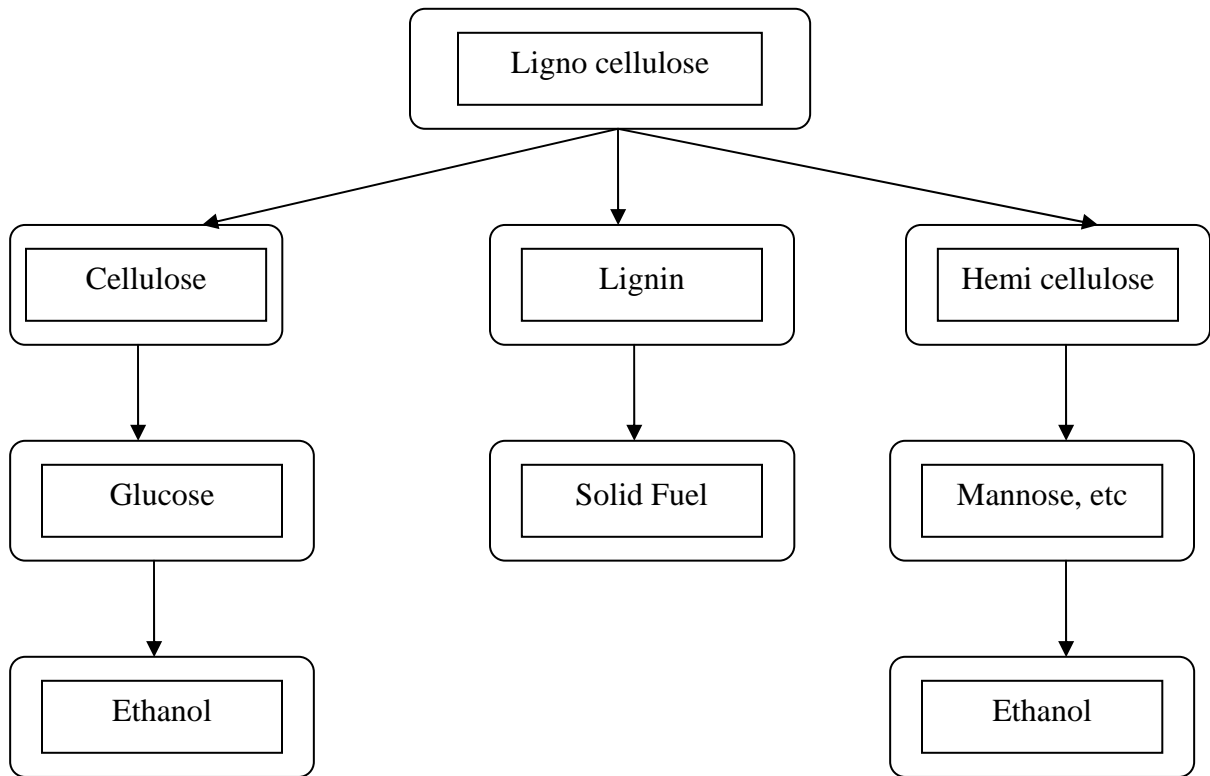 Ligno cellulose
Cellulose
Lignin
Hemi cellulose
Glucose
Solid Fuel
Mannose, etc
Ethanol
Ethanol